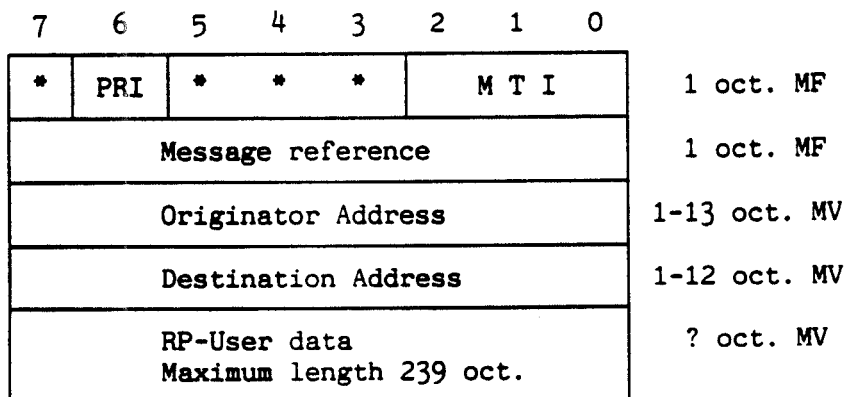 7 6 5 4 3 2 1 0
* PRI * * * M T I 1 oct. MF
Message reference 1 oct. MF
Originator Address 1-13 oct. MV
Destination Address 1-12 oct. MV
RP-User data ? oct. MV
Maximum length 239 oct.